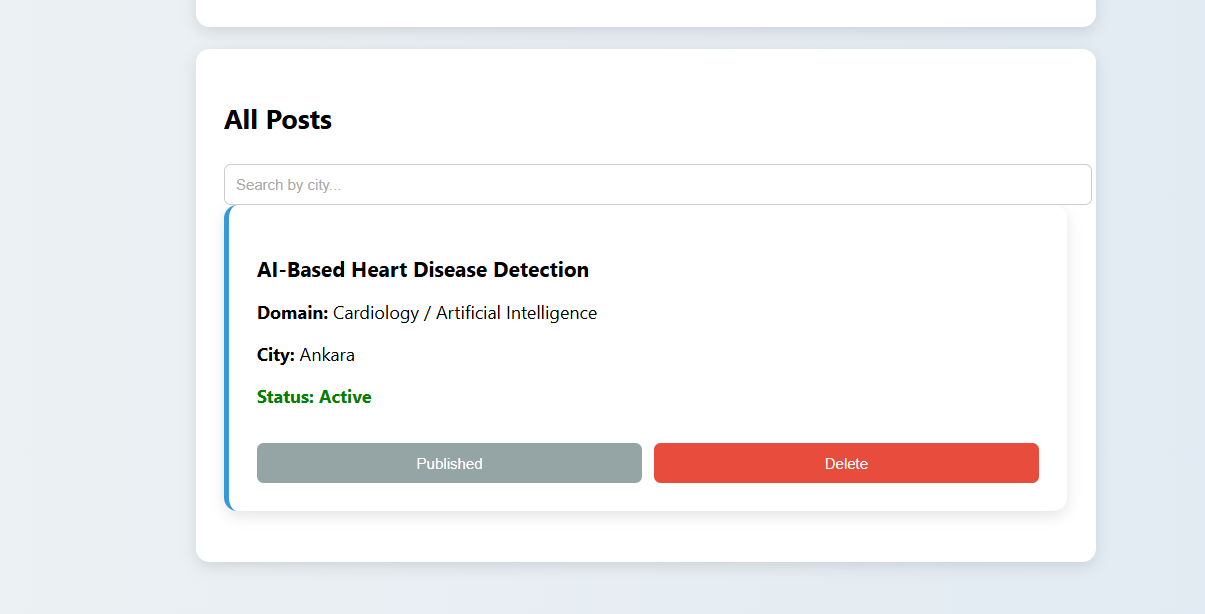 All Posts
Search by city...
AI-Based Heart Disease Detection
Domain: Cardiology / Artificial Intelligence
City: Ankara
Status: Active
Published
Delete